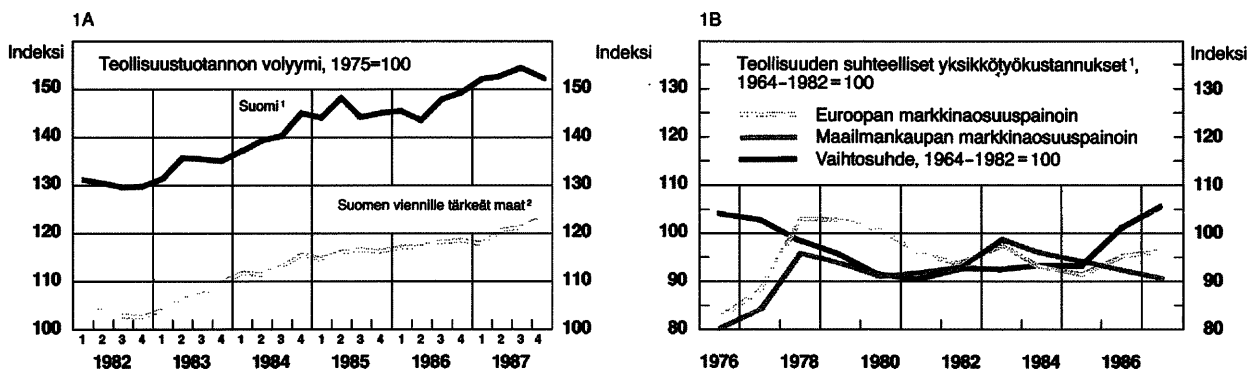 1A
Indeksi
Indeksi
Teollisuustuotannon volyymi, 1975=100
Suomi¹
Suomen viennille tärkeät maat²
150
140
130
120
110
100
150
140
130
120
110
100
1 2 3 4 1 2 3 4 1 2 3 4 1 2 3 4 1 2 3 4 1 2 3 4
1982 1983 1984 1985 1986 1987
1B
Indeksi
Indeksi
Teollisuuden suhteelliset yksikkötyökustannukset¹,
1964–1982=100
Euroopan markkinaosuuspainoin
Maailmankaupan markkinaosuuspainoin
Vaihtosuhde, 1964–1982=100
130
120
110
100
90
80
130
120
110
100
90
80
1976 1978 1980 1982 1984 1986